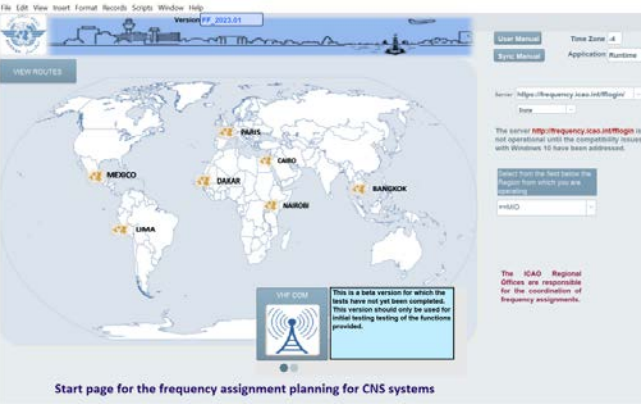 File Edit View Insert Format Records Scripts Window Help
Version FF_2023.01
User Manual Time Zone -4
Sync Manual Application Runtime
VIEW ROUTES
Server https://frequency.icao.int/fflogin/
State
The server http://frequency.icao.int/fflogin is
not operational until the compatibility issues
with Windows 10 have been addressed.
PARIS
CAIRO
MEXICO
DAKAR
BANGKOK
NAIROBI
LIMA
Select from the field below the
Region from which you are
operating
==MID
The ICAO Regional
Offices are responsible
for the coordination of
frequency assignments.
VHF COM
This is a beta version for which the
tests have not yet been completed.
This version should only be used for
initial testing testing of the functions
provided.
Start page for the frequency assignment planning for CNS systems